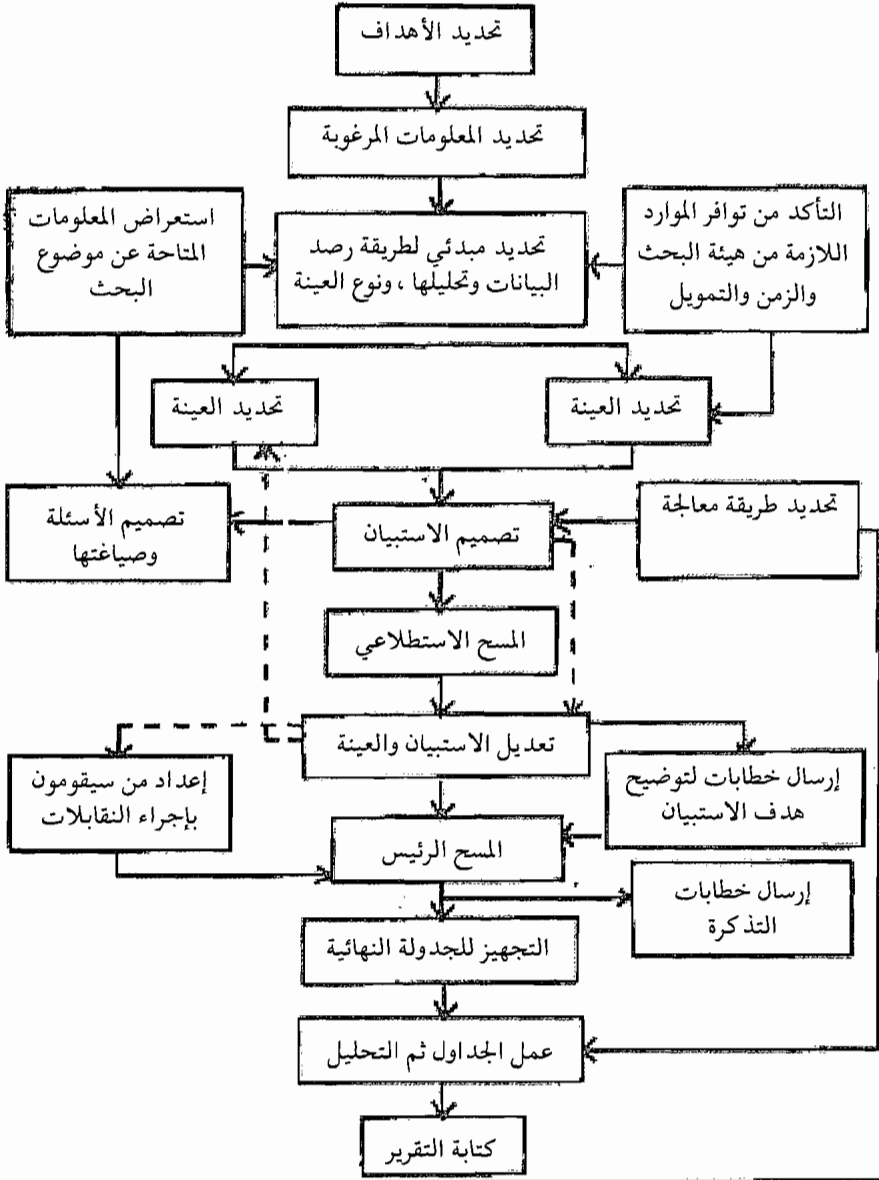 تحديد الأهداف
تحديد المعلومات المرغوبة
التأكد من توافر الموارد
اللازمة من هيئة البحث
والزمن والتمويل
تحديد مبدئي لطريقة رصد
البيانات وتحليلها ، ونوع العينة
استعراض المعلومات
المتاحة عن موضوع
البحث
تحديد العينة
تحديد العينة
تحديد طريقة معالجة
تصميم الاستبيان
تصميم الأسئلة
وصياغتها
المسح الاستطلاعي
تعديل الاستبيان والعينة
إرسال خطابات لتوضيح
هدف الاستبيان
إعداد من سيقومون
بإجراء النقابلات
المسح الرئيس
إرسال خطابات
التذكرة
التجهيز للجدولة النهائية
عمل الجداول ثم التحليل
كتابة التقرير